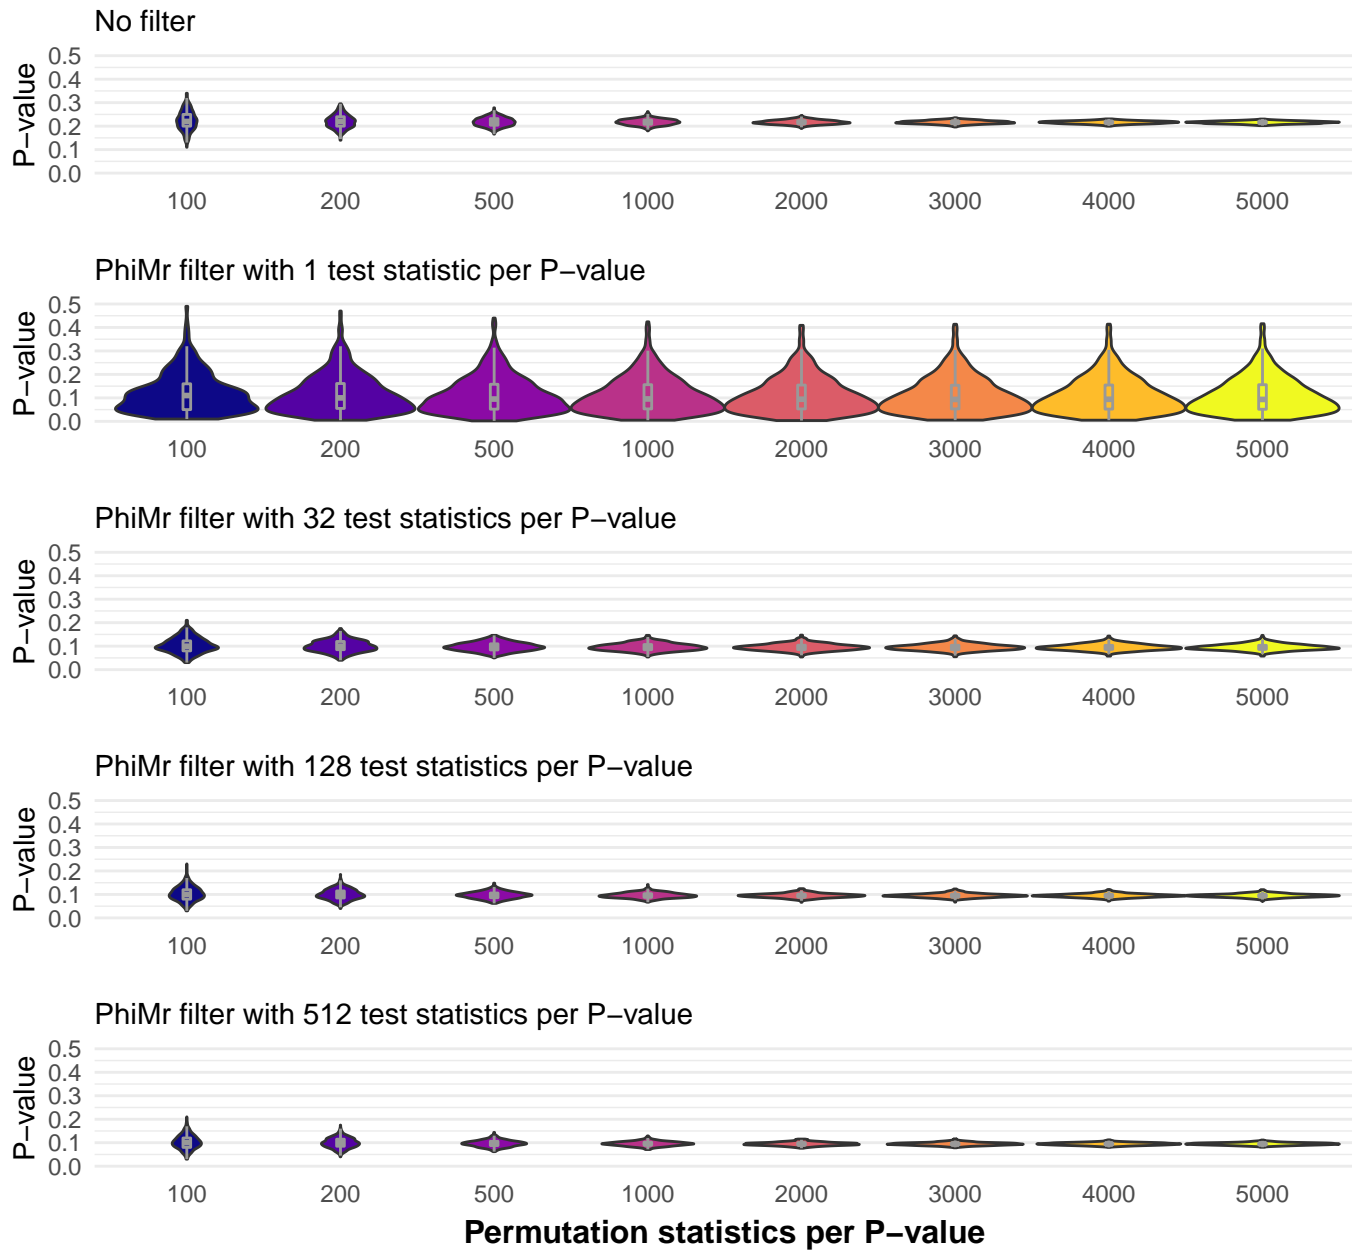 No filter
P−value
0.5
0.4
0.3
0.2
0.1
0.0
100 200 500 1000 2000 3000 4000 5000
PhiMr filter with 1 test statistic per P−value
P−value
0.5
0.4
0.3
0.2
0.1
0.0
100 200 500 1000 2000 3000 4000 5000
PhiMr filter with 32 test statistics per P−value
P−value
0.5
0.4
0.3
0.2
0.1
0.0
100 200 500 1000 2000 3000 4000 5000
PhiMr filter with 128 test statistics per P−value
P−value
0.5
0.4
0.3
0.2
0.1
0.0
100 200 500 1000 2000 3000 4000 5000
PhiMr filter with 512 test statistics per P−value
P−value
0.5
0.4
0.3
0.2
0.1
0.0
100 200 500 1000 2000 3000 4000 5000
Permutation statistics per P−value